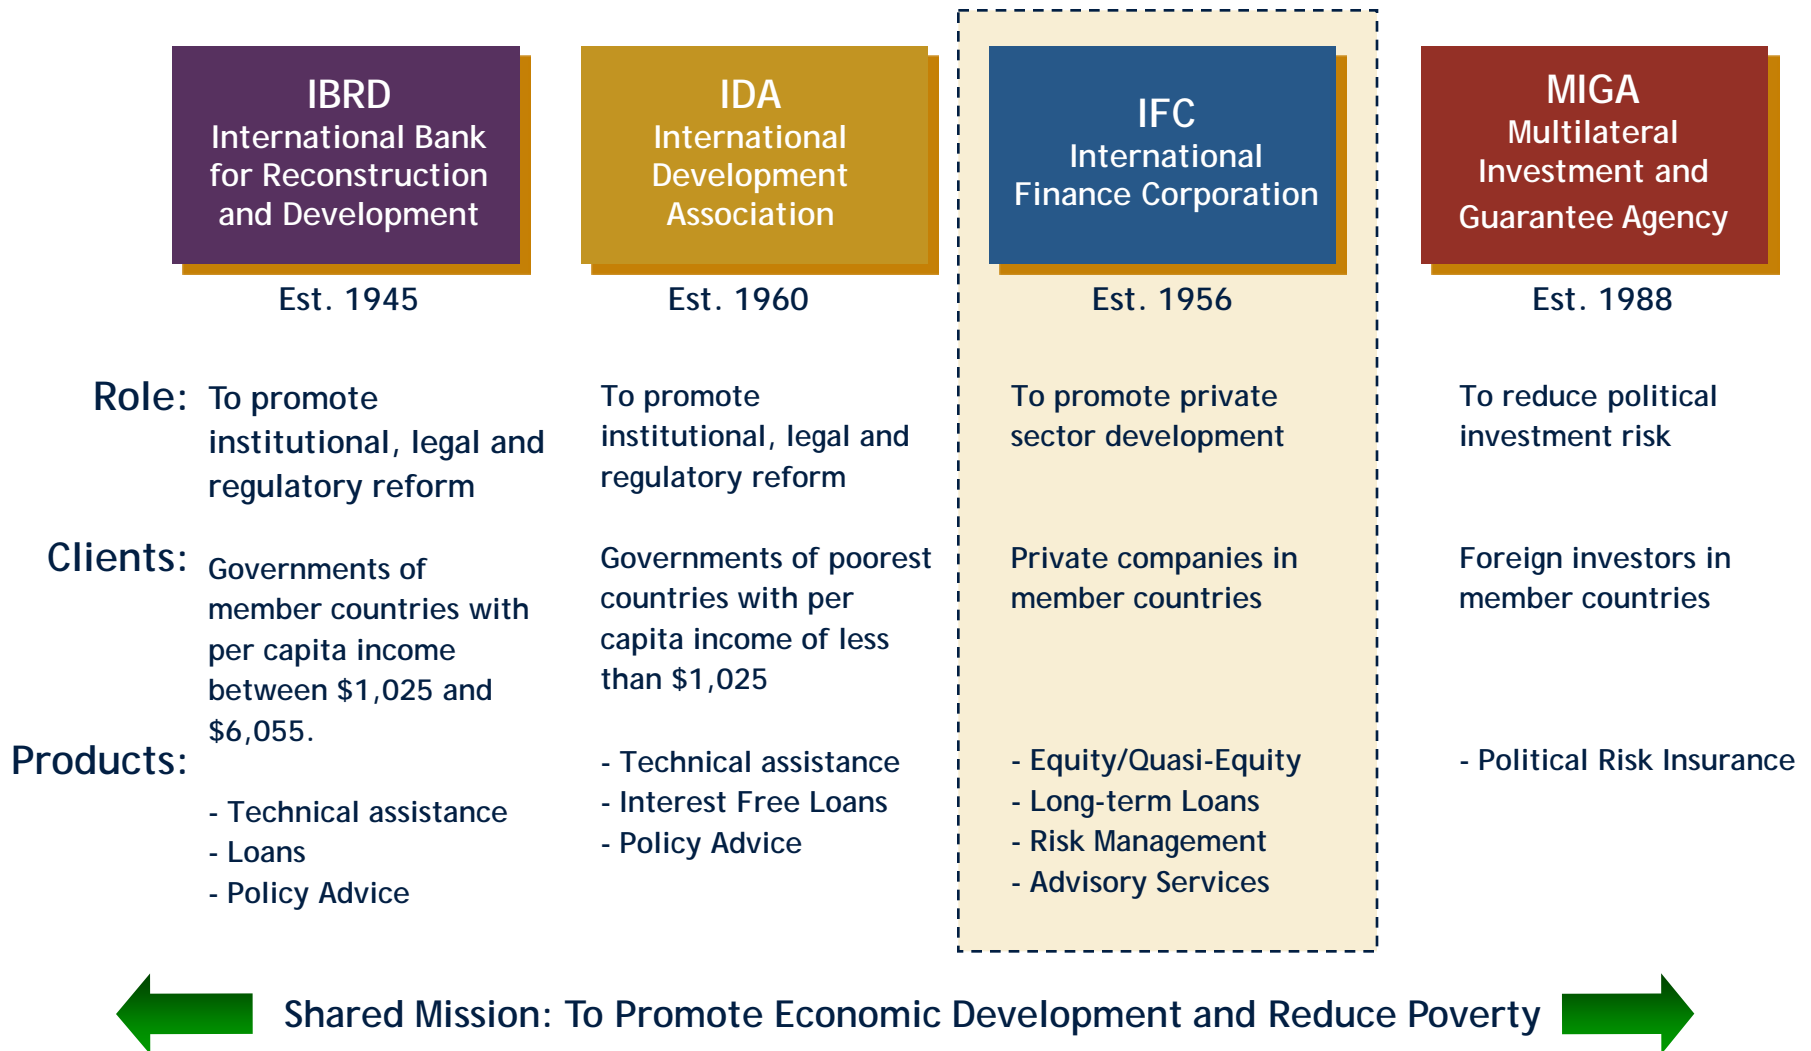 IBRD
International Bank
for Reconstruction
and Development
Est. 1945
IDA
International
Development
Association
Est. 1960
IFC
International
Finance Corporation
Est. 1956
MIGA
Multilateral
Investment and
Guarantee Agency
Est. 1988
Role:
To promote
institutional, legal and
regulatory reform
To promote
institutional, legal and
regulatory reform
To promote private
sector development
To reduce political
investment risk
Clients:
Governments of
member countries with
per capita income
between $1,025 and
$6,055.
Governments of poorest
countries with per
capita income of less
than $1,025
Private companies in
member countries
Foreign investors in
member countries
Products:
- Technical assistance
- Loans
- Policy Advice
- Technical assistance
- Interest Free Loans
- Policy Advice
- Equity/Quasi-Equity
- Long-term Loans
- Risk Management
- Advisory Services
- Political Risk Insurance
Shared Mission: To Promote Economic Development and Reduce Poverty